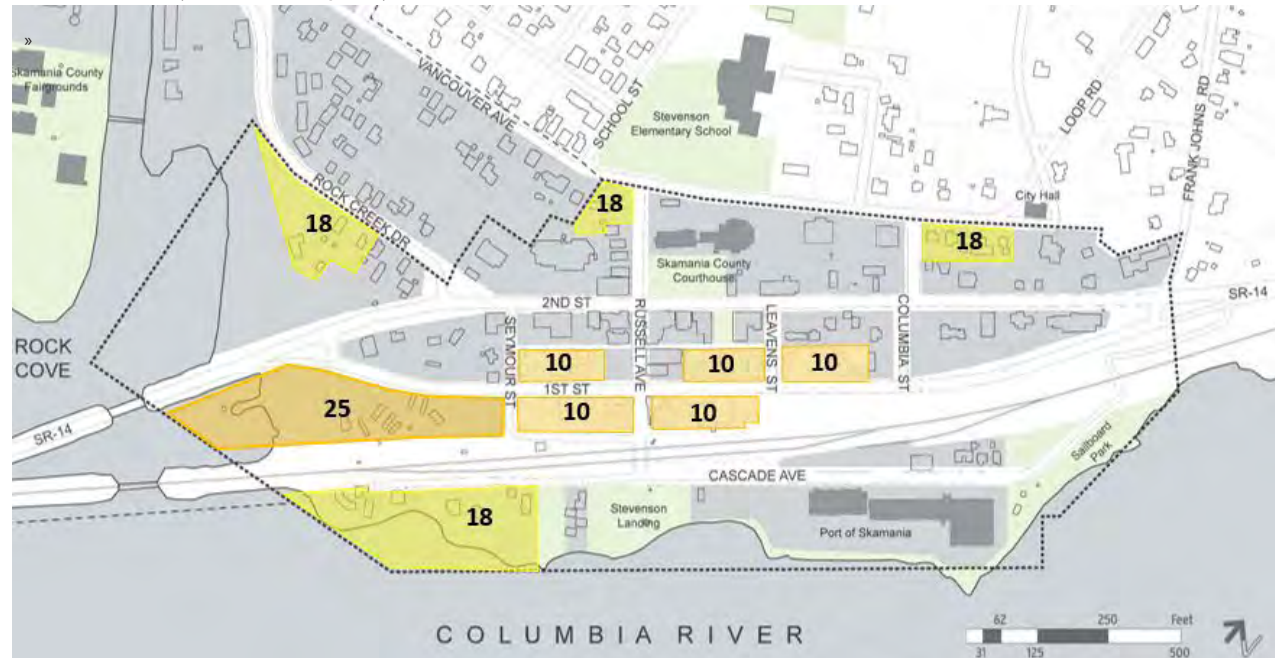 »
Skamania County
Fairgrounds
VANCOUVER AVE
SCHOOL ST
Stevenson
Elementary School
LOOP RD
FRANK JOHNS RD
City Hall
ROCK CREEK DR
18
18
18
Skamania County
Courthouse
2ND ST
SR-14
SEYMOUR ST
RUSSELL AVE
LEAVENS ST
COLUMBIA ST
ROCK
COVE
10
10
10
1ST ST
25
10
10
SR-14
CASCADE AVE
Sailboard
Park
18
Stevenson
Landing
Port of Skamania
COLUMBIA RIVER
62
250
Feet
31
125
500
N